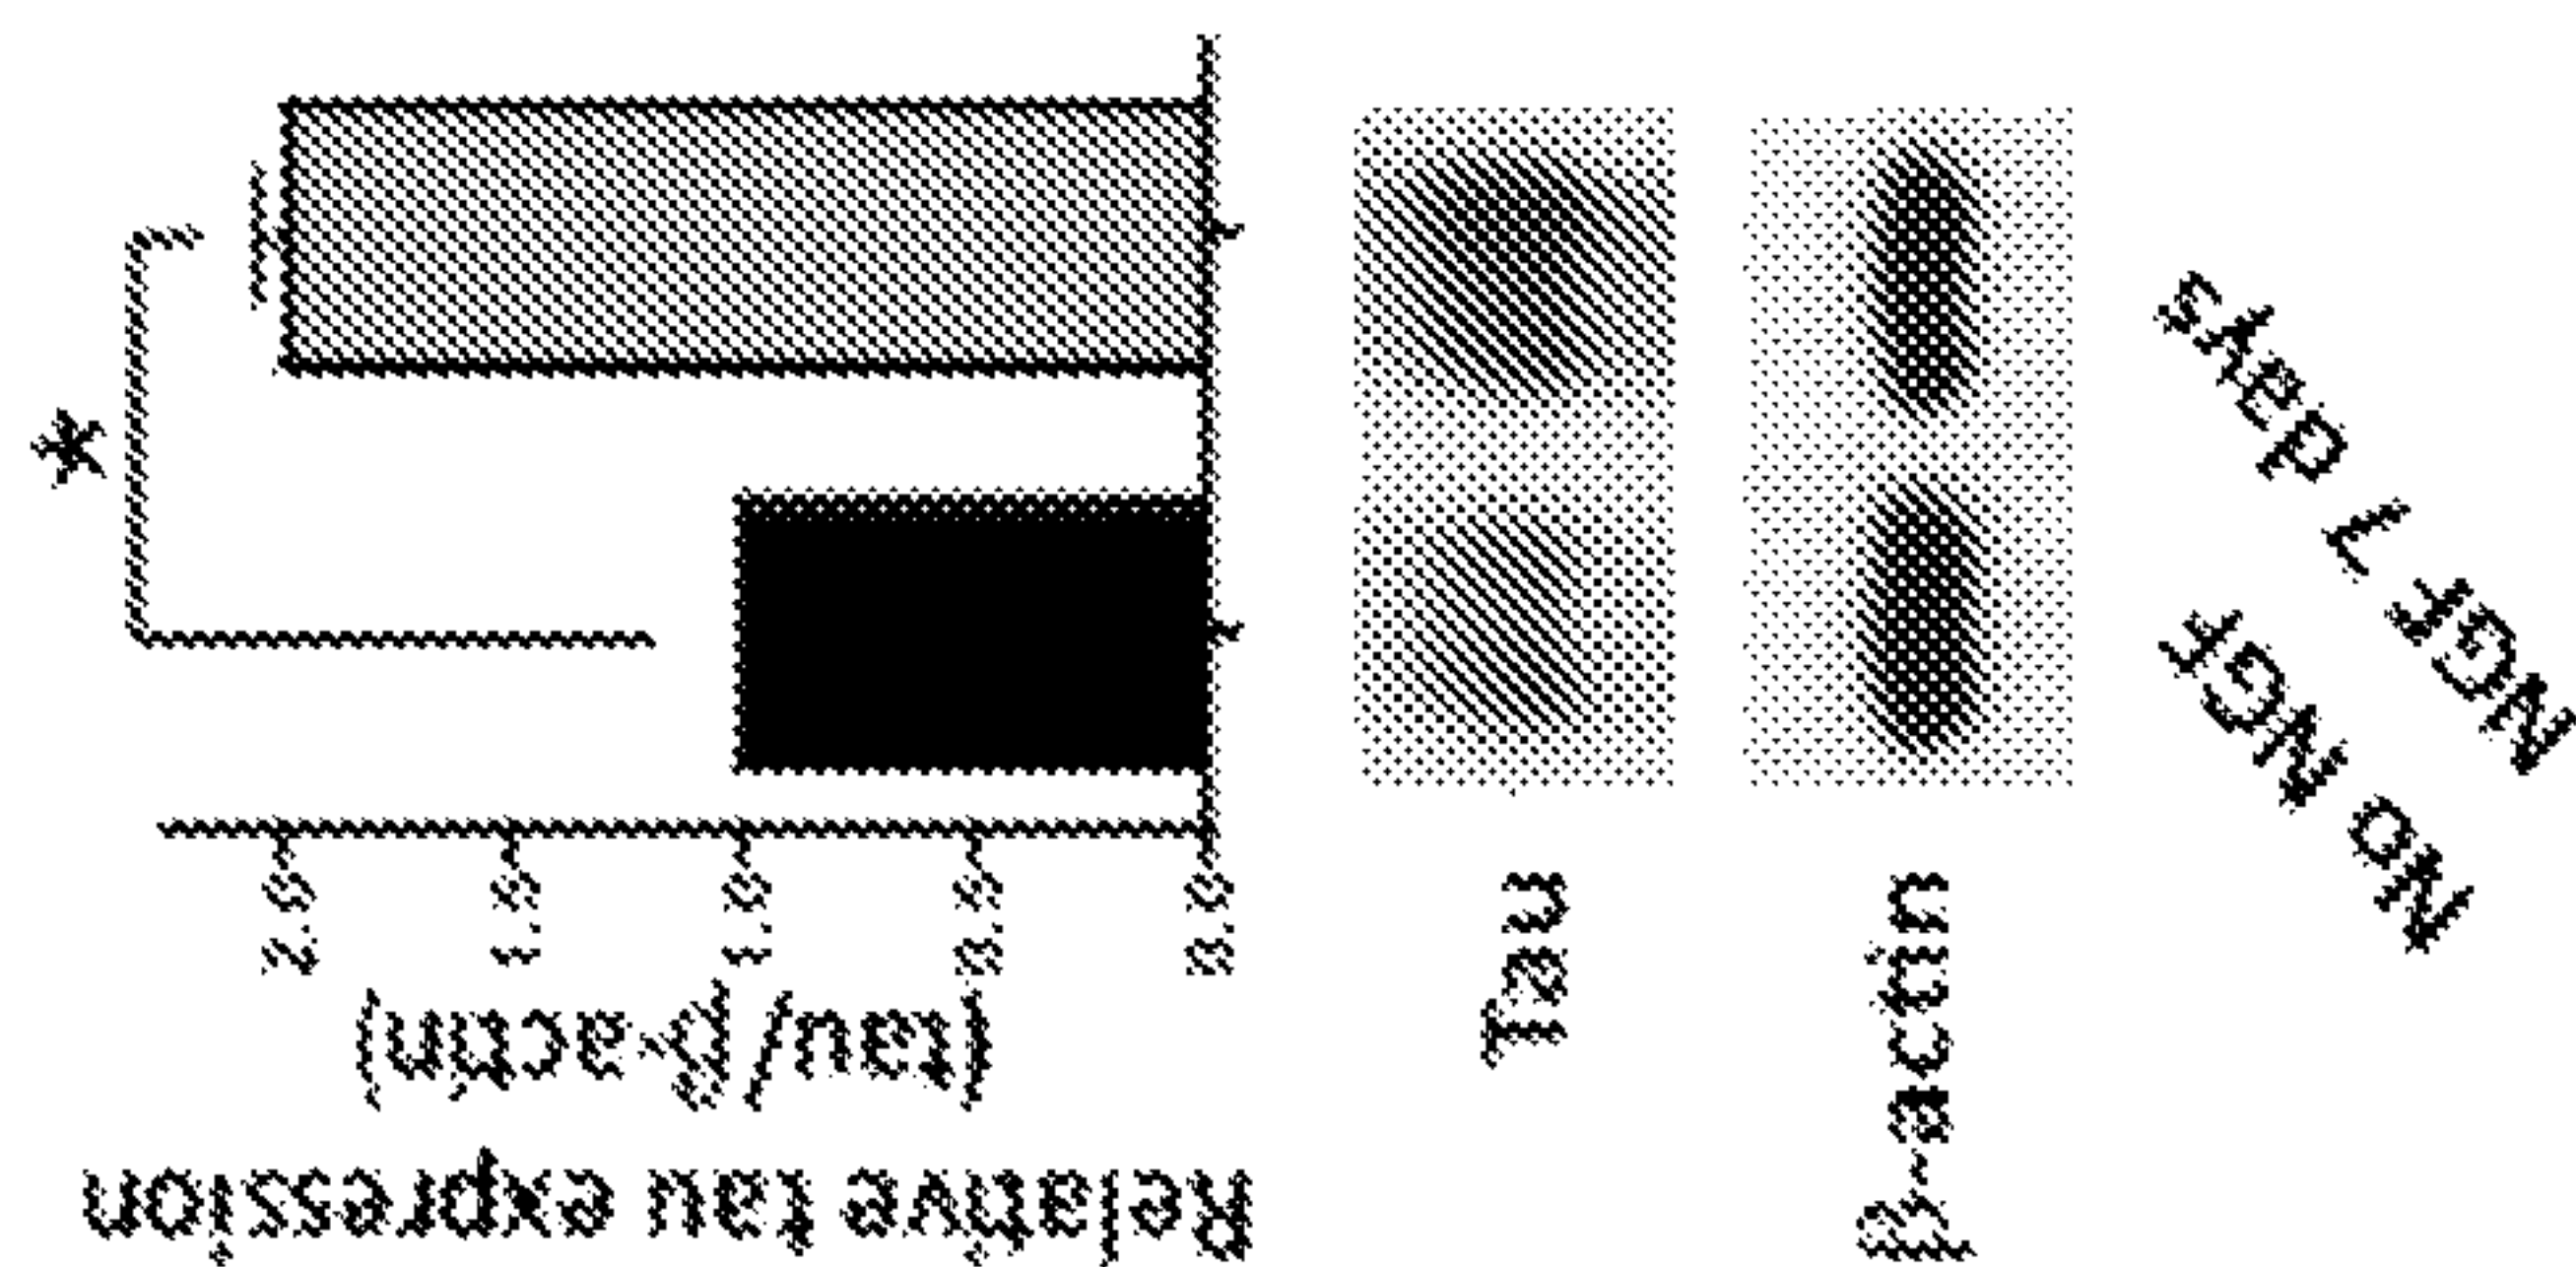 Relative tau expression
(tau/β-actin)
2.0
1.5
1.0
0.5
0.0
*
Tau
β-actin
No NGF
NGF 7 days